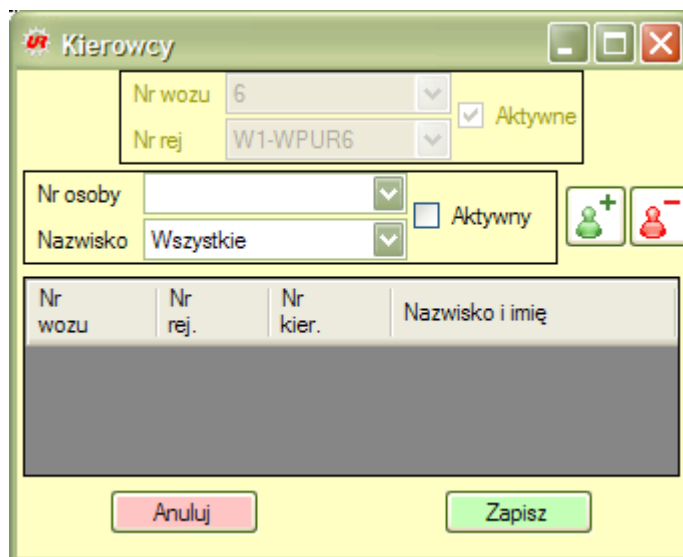 UR Kierowcy
Nr wozu 6
Nr rej W1-WPUR6
Aktywne
Nr osoby
Nazwisko Wszystkie
Aktywny
Nr wozu
Nr rej.
Nr kier.
Nazwisko i imię
Anuluj Zapisz